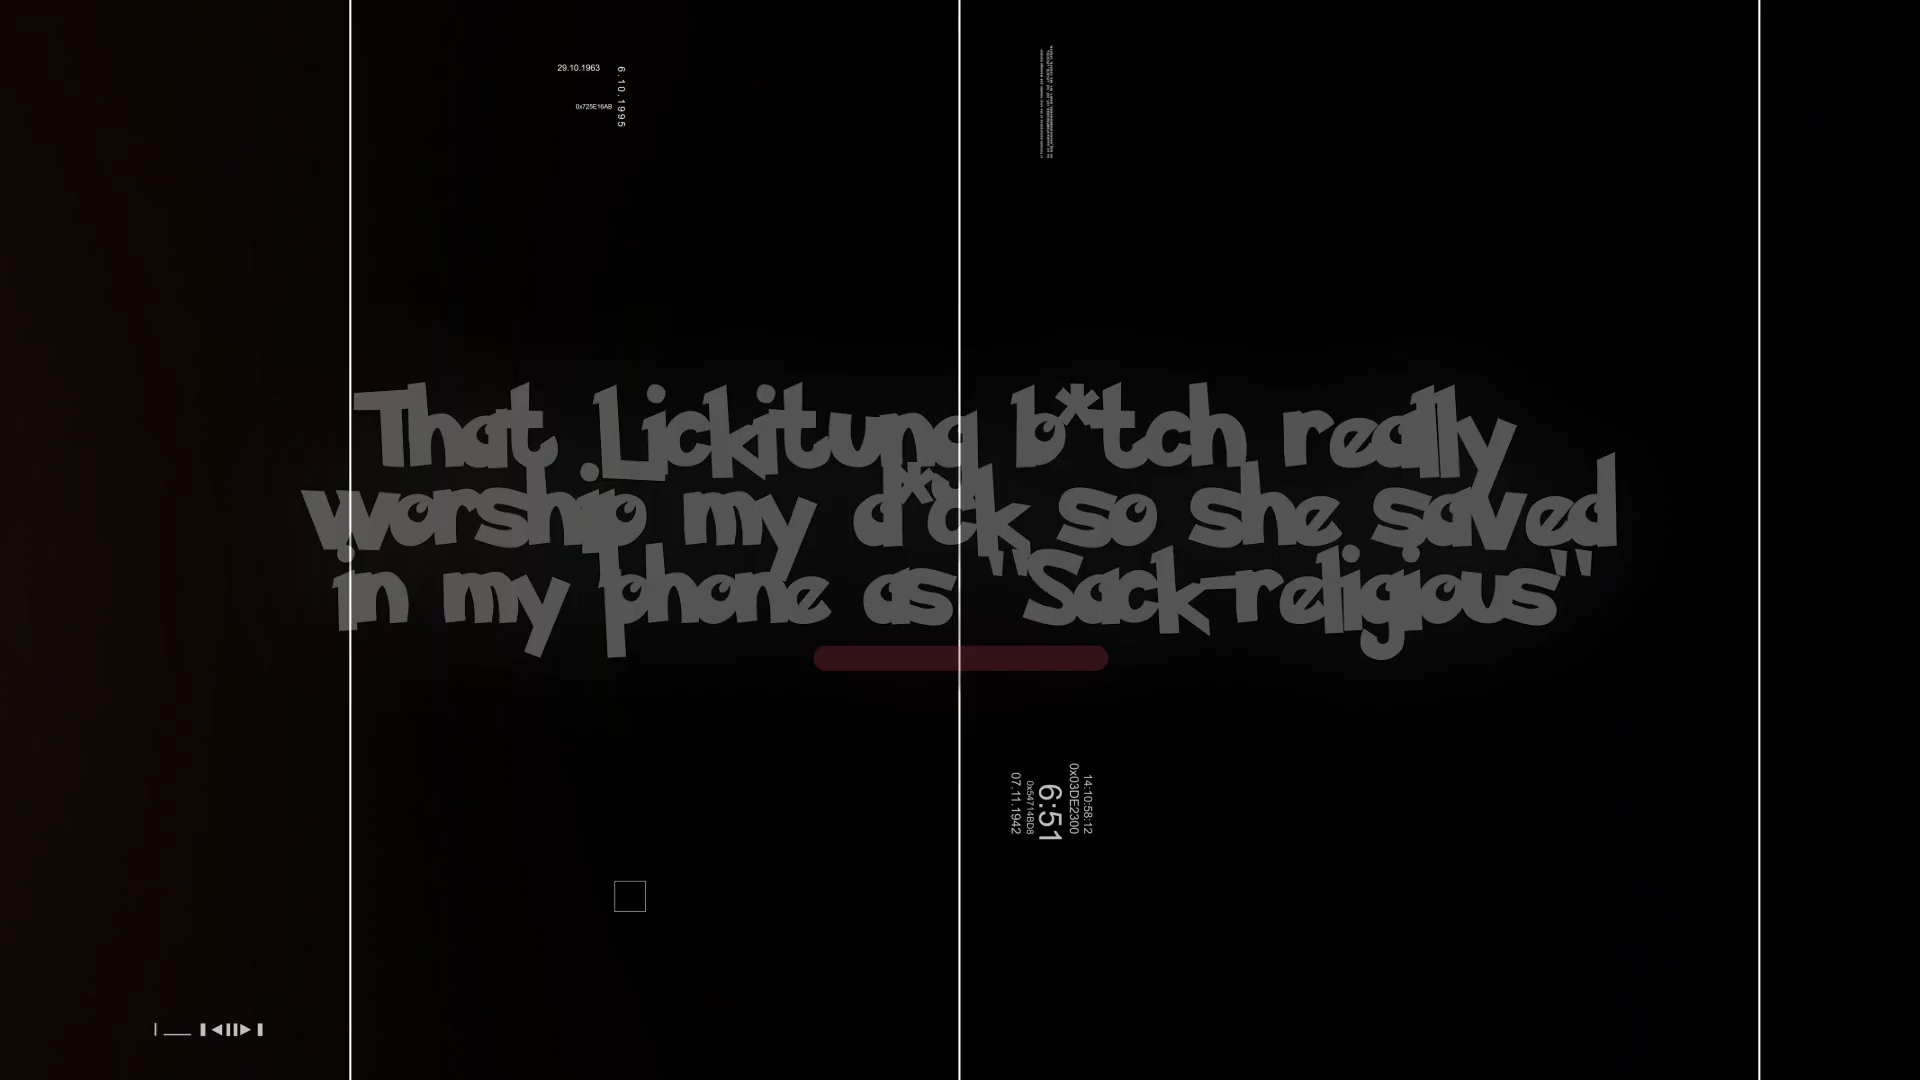 29.10.1963
6.10.1995
0x725E16AB
That Lickitung b*tch really
worship my d*ck so she saved
in my phone as "Sack-religious"
14:10:58:12
0x03DE2300
6:51
0x54714BD8
07.11.1942